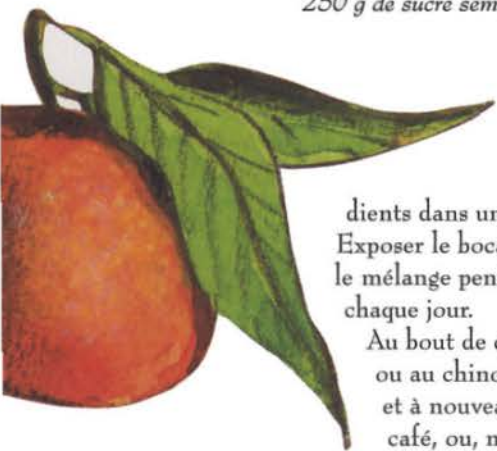 250 g de sucre sem
dients dans un
Exposer le boca
le mélange pen
chaque jour.
Au bout de
ou au chino
et à nouvea
café, ou,